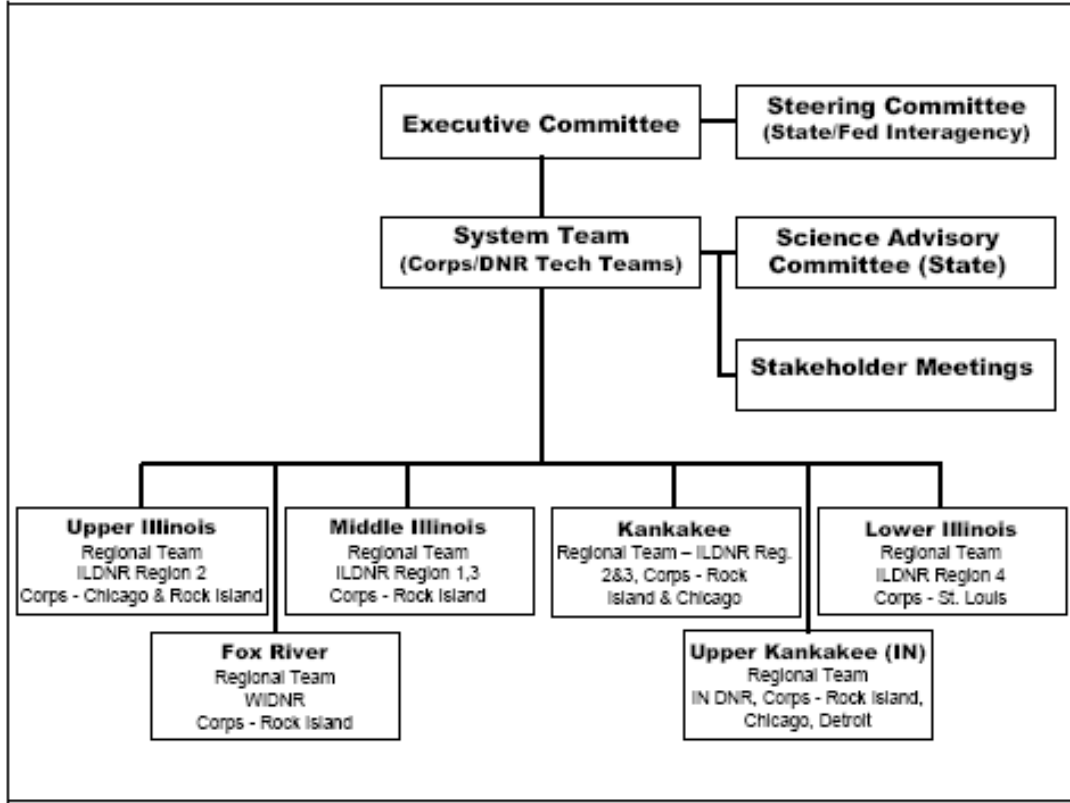 Executive Committee
Steering Committee
(State/Fed Interagency)
System Team
(Corps/DNR Tech Teams)
Science Advisory
Committee (State)
Stakeholder Meetings
Upper Illinois
Regional Team
ILDNR Region 2
Corps - Chicago & Rock Island
Middle Illinois
Regional Team
ILDNR Region 1,3
Corps - Rock Island
Kankakee
Regional Team – ILDNR Reg.
2&3, Corps - Rock
Island & Chicago
Lower Illinois
Regional Team
ILDNR Region 4
Corps - St. Louis
Fox River
Regional Team
WIDNR
Corps - Rock Island
Upper Kankakee (IN)
Regional Team
IN DNR, Corps - Rock Island,
Chicago, Detroit